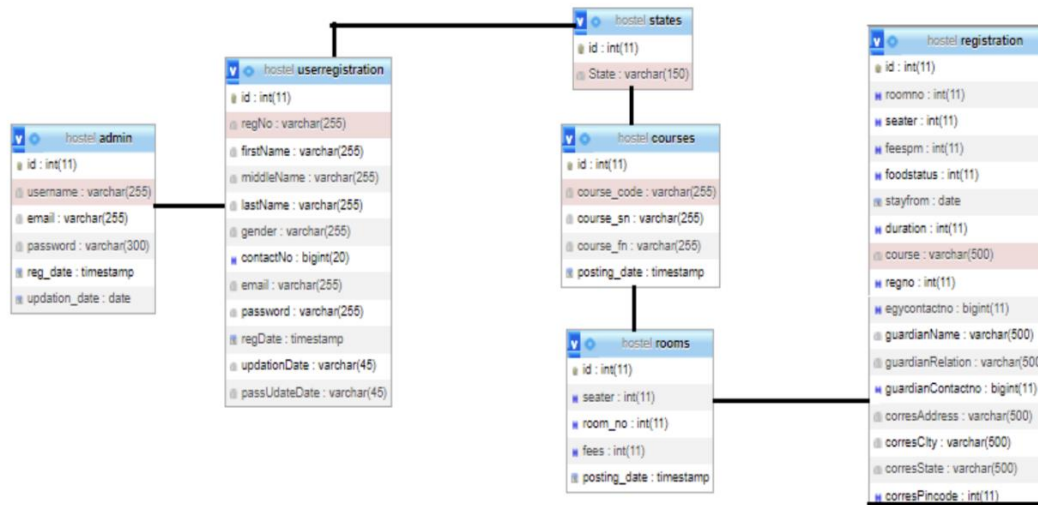 hostel admin
id : int(11)
username : varchar(255)
email : varchar(255)
password : varchar(300)
reg_date : timestamp
updation_date : date
hostel userregistration
id : int(11)
regNo : varchar(255)
firstName : varchar(255)
middleName : varchar(255)
lastName : varchar(255)
gender : varchar(255)
contactNo : bigint(20)
email : varchar(255)
password : varchar(255)
regDate : timestamp
updationDate : varchar(45)
passUdateDate : varchar(45)
hostel states
id : int(11)
State : varchar(150)
hostel courses
id : int(11)
course_code : varchar(255)
course_sn : varchar(255)
course_fn : varchar(255)
posting_date : timestamp
hostel rooms
id : int(11)
seater : int(11)
room_no : int(11)
fees : int(11)
posting_date : timestamp
hostel registration
id : int(11)
roomno : int(11)
seater : int(11)
feespm : int(11)
foodstatus : int(11)
stayfrom : date
duration : int(11)
course : varchar(500)
regno : int(11)
egycontactno : bigint(11)
guardianName : varchar(500)
guardianRelation : varchar(500
guardianContactno : bigint(11)
corresAddress : varchar(500)
corresCIty : varchar(500)
corresState : varchar(500)
corresPincode : int(11)